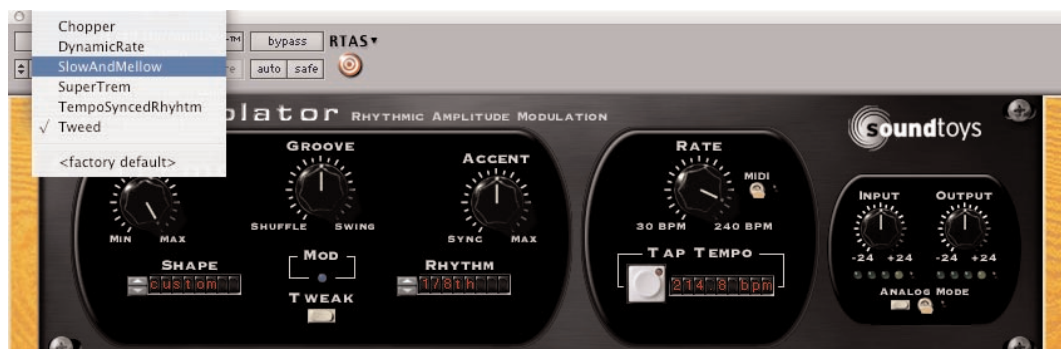 Chopper
DynamicRate
SlowAndMellow
SuperTrem
TempoSyncedRhyhtm
✓ Tweed
<factory default>
bypass
RTAS
auto safe
olator RHYTHMIC AMPLITUDE MODULATION
soundtoys
GROOVE
ACCENT
RATE
MIDI
INPUT OUTPUT
MIN MAX
SHUFFLE SWING
SYNC MAX
30 BPM 240 BPM
-24 +24 -24 +24
SHAPE
MOD
RHYTHM
TAP TEMPO
custom
1/8th
214.8 bpm
TWEAK
ANALOG MODE